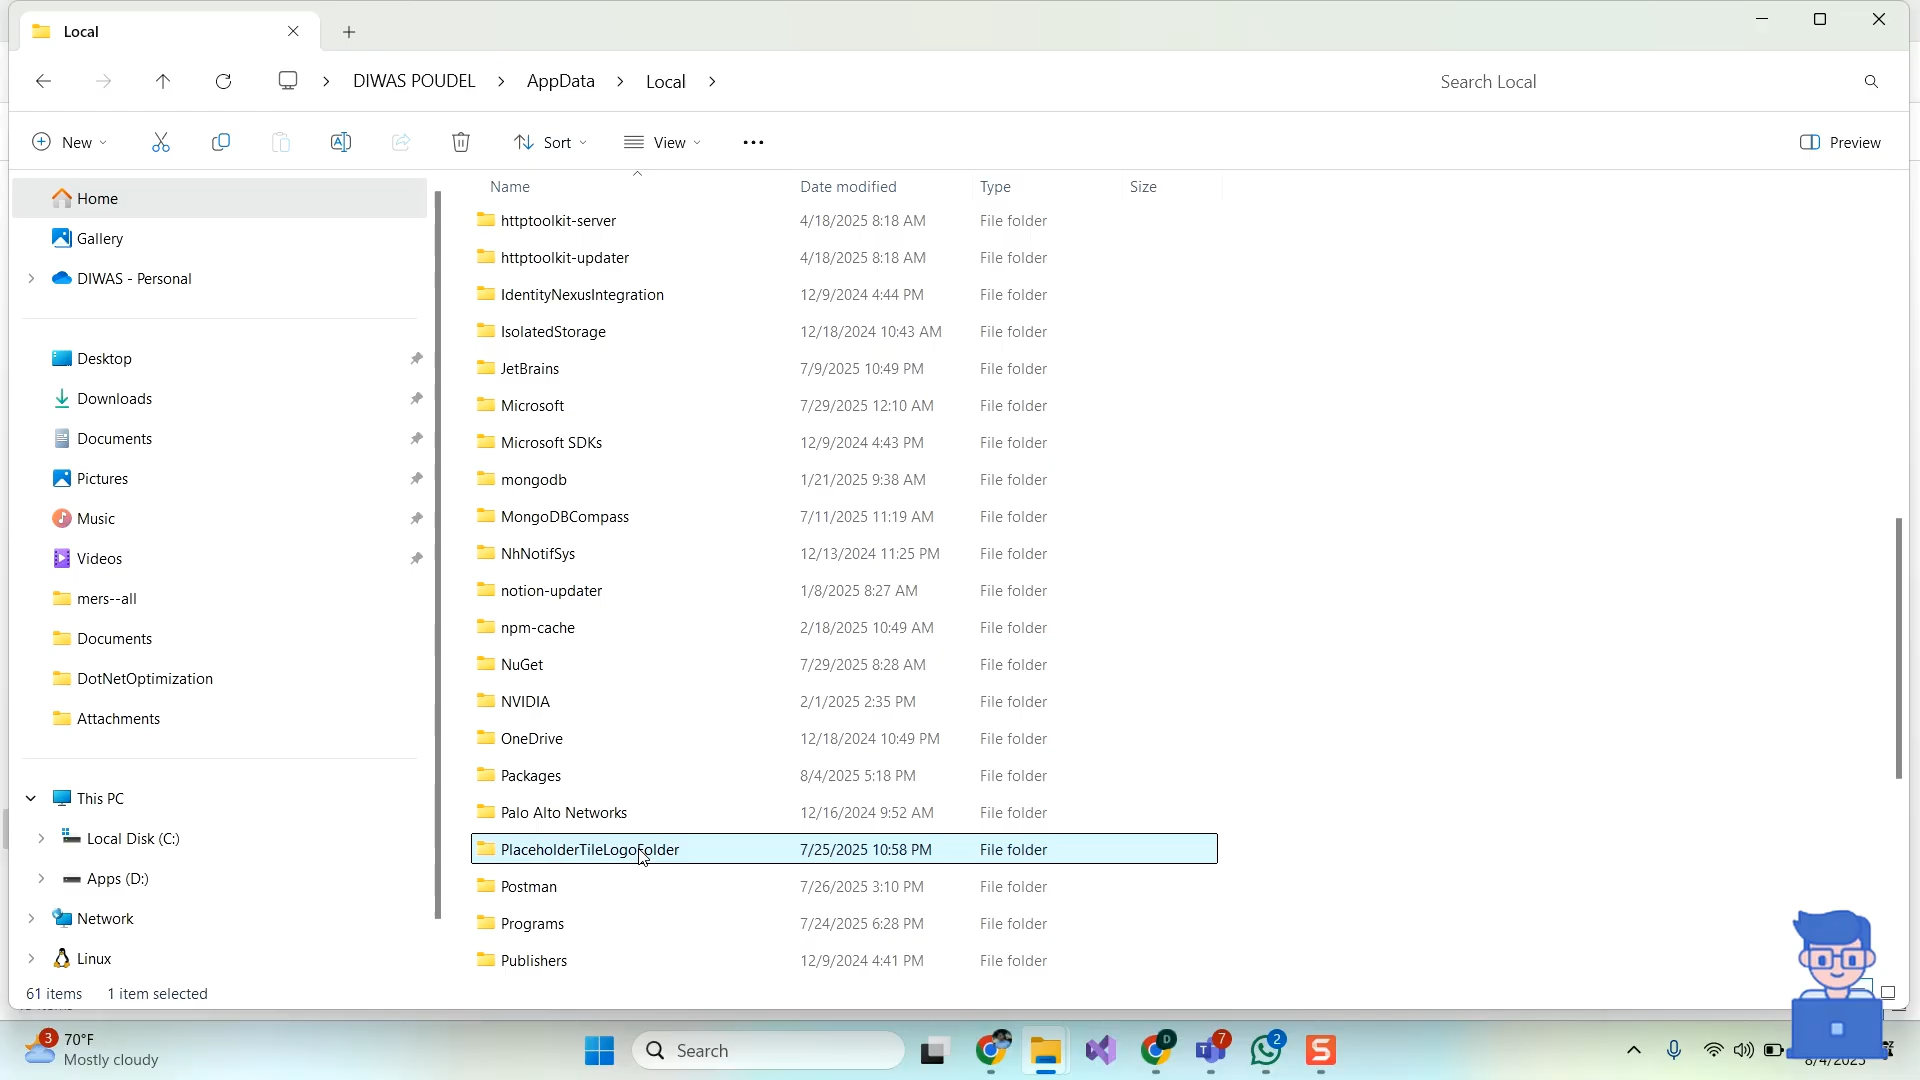 Local
DIWAS POUDEL
AppData
Local
Search Local
New
Sort
View
Preview
Name
Date modified
Type
Size
Home
Gallery
DIWAS - Personal
Desktop
Downloads
Documents
Pictures
Music
Videos
mers--all
Documents
DotNetOptimization
Attachments
This PC
Local Disk (C:)
Apps (D:)
Network
Linux
httptoolkit-server 4/18/2025 8:18 AM File folder
httptoolkit-updater 4/18/2025 8:18 AM File folder
IdentityNexusIntegration 12/9/2024 4:44 PM File folder
IsolatedStorage 12/18/2024 10:43 AM File folder
JetBrains 7/9/2025 10:49 PM File folder
Microsoft 7/29/2025 12:10 AM File folder
Microsoft SDKs 12/9/2024 4:43 PM File folder
mongodb 1/21/2025 9:38 AM File folder
MongoDBCompass 7/11/2025 11:19 AM File folder
NhNotifSys 12/13/2024 11:25 PM File folder
notion-updater 1/8/2025 8:27 AM File folder
npm-cache 2/18/2025 10:49 AM File folder
NuGet 7/29/2025 8:28 AM File folder
NVIDIA 2/1/2025 2:35 PM File folder
OneDrive 12/18/2024 10:49 PM File folder
Packages 8/4/2025 5:18 PM File folder
Palo Alto Networks 12/16/2024 9:52 AM File folder
PlaceholderTileLogoFolder 7/25/2025 10:58 PM File folder
Postman 7/26/2025 3:10 PM File folder
Programs 7/24/2025 6:28 PM File folder
Publishers 12/9/2024 4:41 PM File folder
61 items 1 item selected
3
70°F
Mostly cloudy
Search
D
7
2
8/4/2025